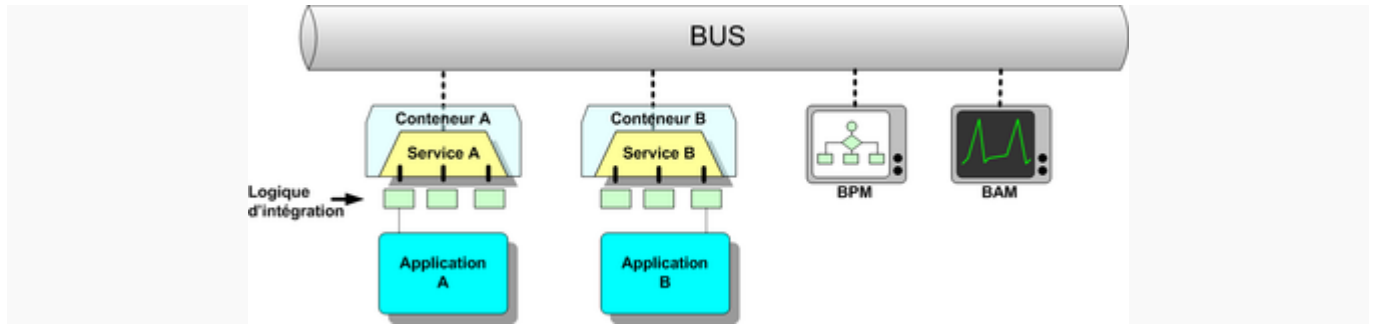 BUS
Conteneur A
Service A
Conteneur B
Service B
BPM
BAM
Logique
d'intégration
Application
A
Application
B